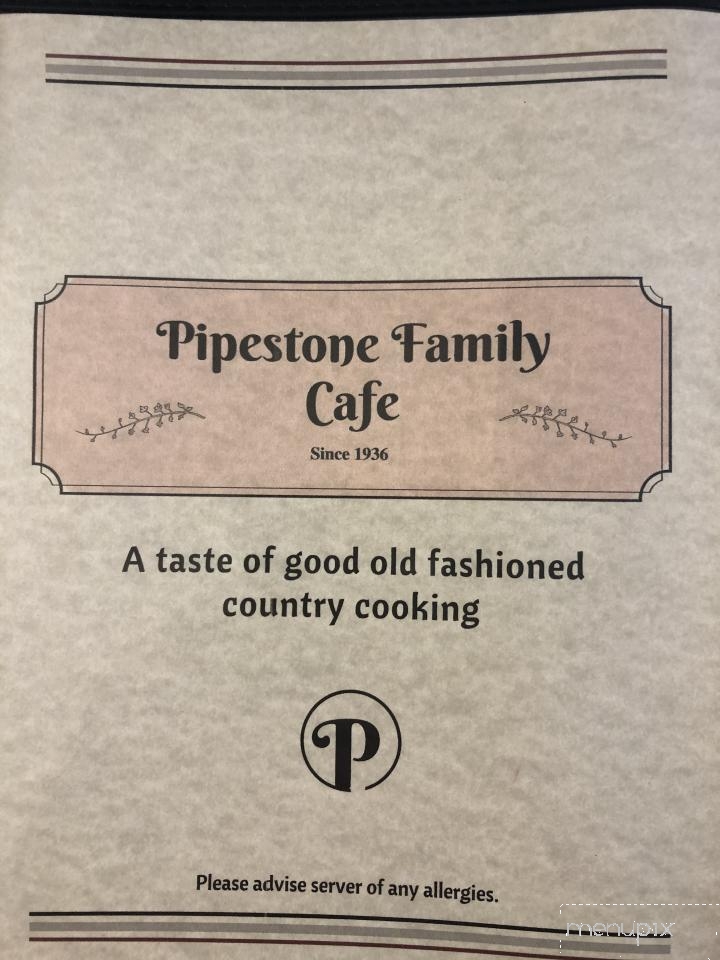 Pipestone Family
Cafe
Since 1936
A taste of good old fashioned
country cooking
P
Please advise server of any allergies.
menupix